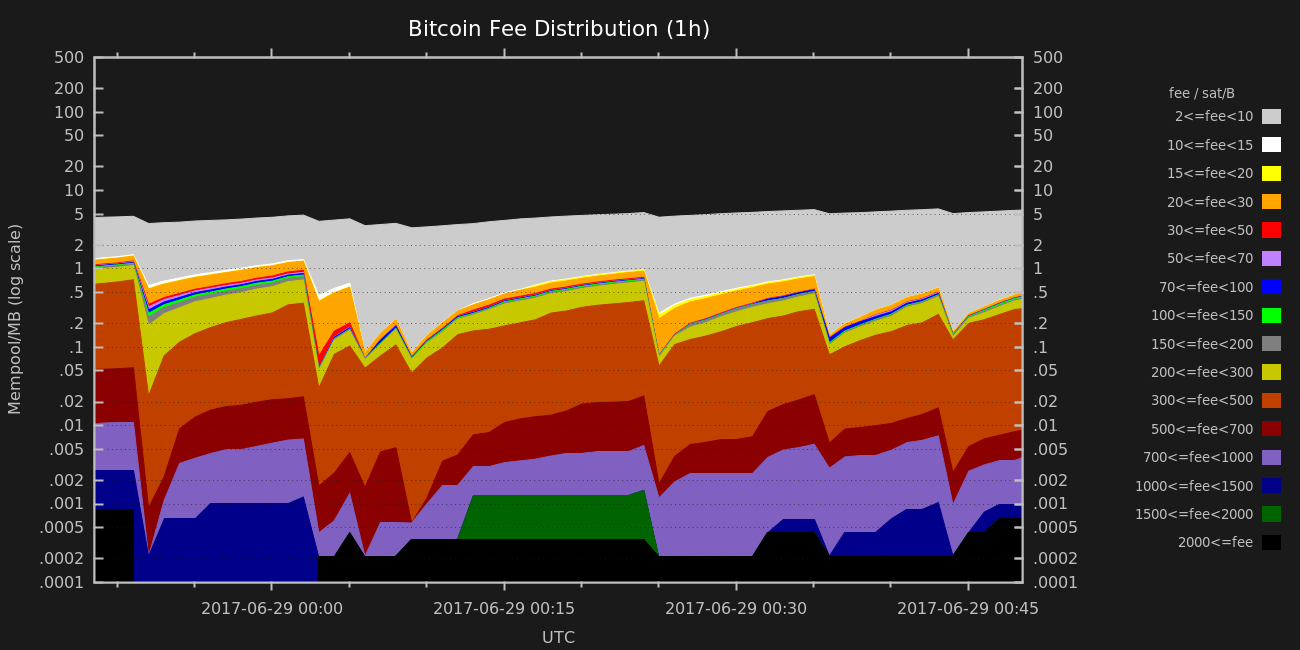 Bitcoin Fee Distribution (1h)
Mempool/MB (log scale)
500
200
100
50
20
10
5
2
1
.5
.2
.1
.05
.02
.01
.005
.002
.001
.0005
.0002
.0001
500
200
100
50
20
10
5
2
1
.5
.2
.1
.05
.02
.01
.005
.002
.001
.0005
.0002
.0001
fee / sat/B
2<=fee<10
10<=fee<15
15<=fee<20
20<=fee<30
30<=fee<50
50<=fee<70
70<=fee<100
100<=fee<150
150<=fee<200
200<=fee<300
300<=fee<500
500<=fee<700
700<=fee<1000
1000<=fee<1500
1500<=fee<2000
2000<=fee
2017-06-29 00:00
2017-06-29 00:15
2017-06-29 00:30
2017-06-29 00:45
UTC